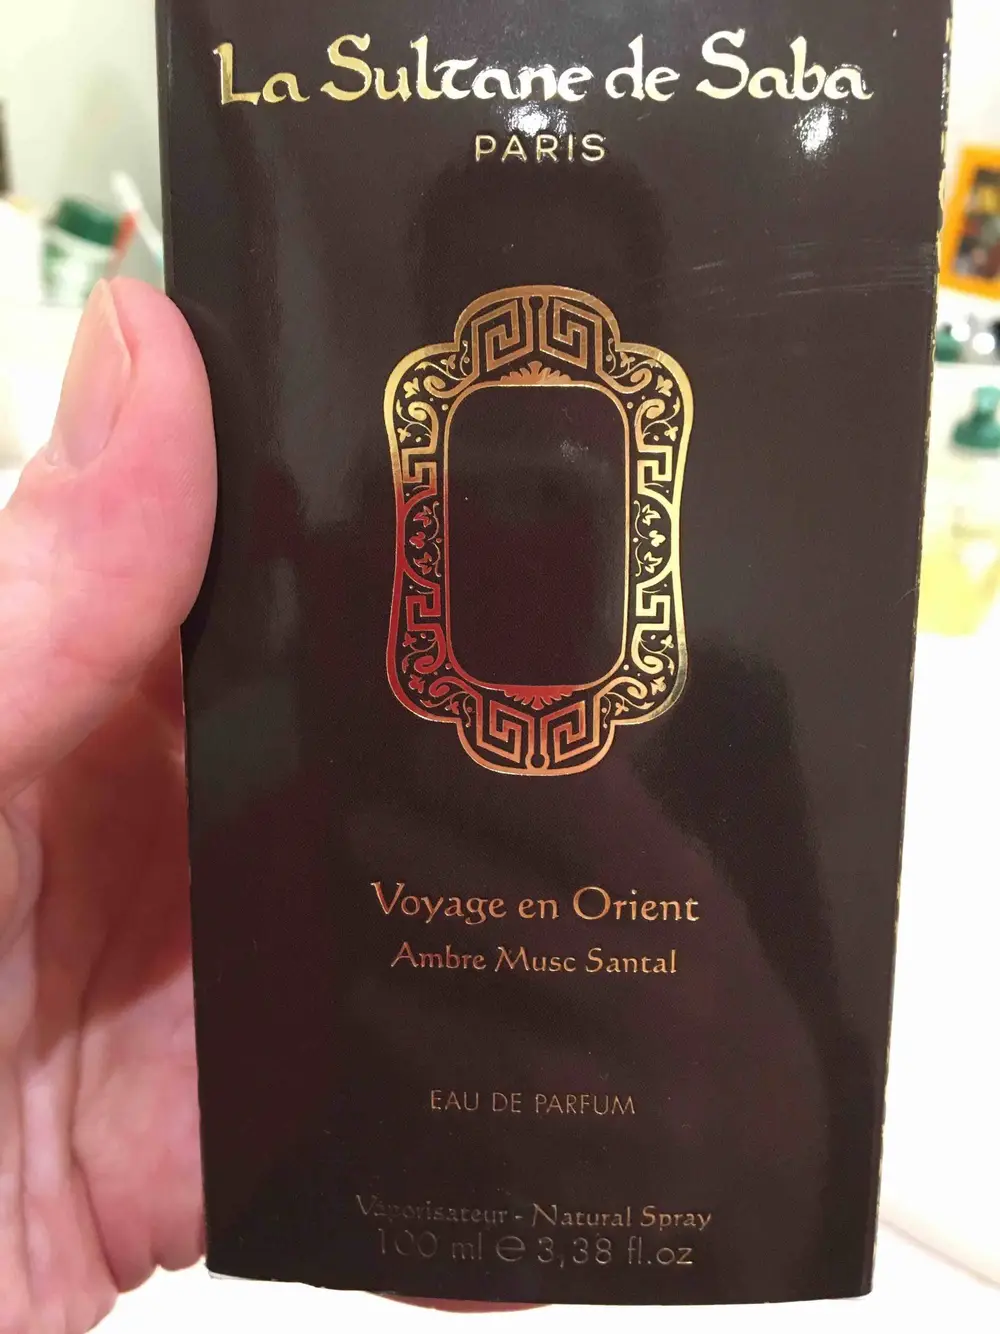 La Sultane de Saba
PARIS
Voyage en Orient
Ambre Musc Santal
EAU DE PARFUM
Vaporisateur - Natural Spray
100 ml e 3,38 fl.oz